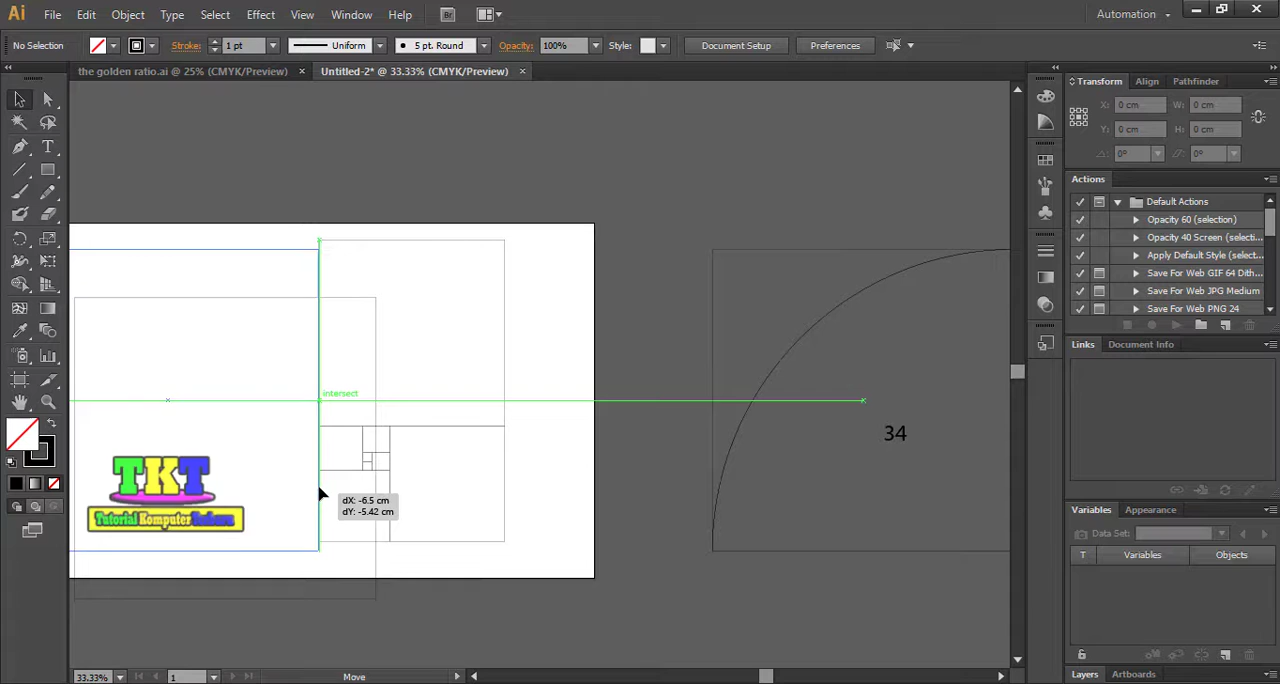 Ai File Edit Object Type Select Effect View Window Help Br Automation
No Selection Stroke: 1 pt Uniform 5 pt. Round Opacity: 100% Style: Document Setup Preferences
the golden ratio.ai @ 25% (CMYK/Preview) × Untitled-2* @ 33.33% (CMYK/Preview) ×
Transform Align Pathfinder
X: 0 cm W: 0 cm
Y: 0 cm H: 0 cm
0° 0°
Actions
Default Actions
Opacity 60 (selection)
Opacity 40 Screen (selecti...
Apply Default Style (select...
Save For Web GIF 64 Dith...
Save For Web JPG Medium
Save For Web PNG 24
Links Document Info
intersect
34
TKT
Tutorial Komputer Terbaru
dX: -6.5 cm
dY: -5.42 cm
Variables Appearance
Data Set:
T Variables Objects
Layers Artboards
33.33% 1 Move